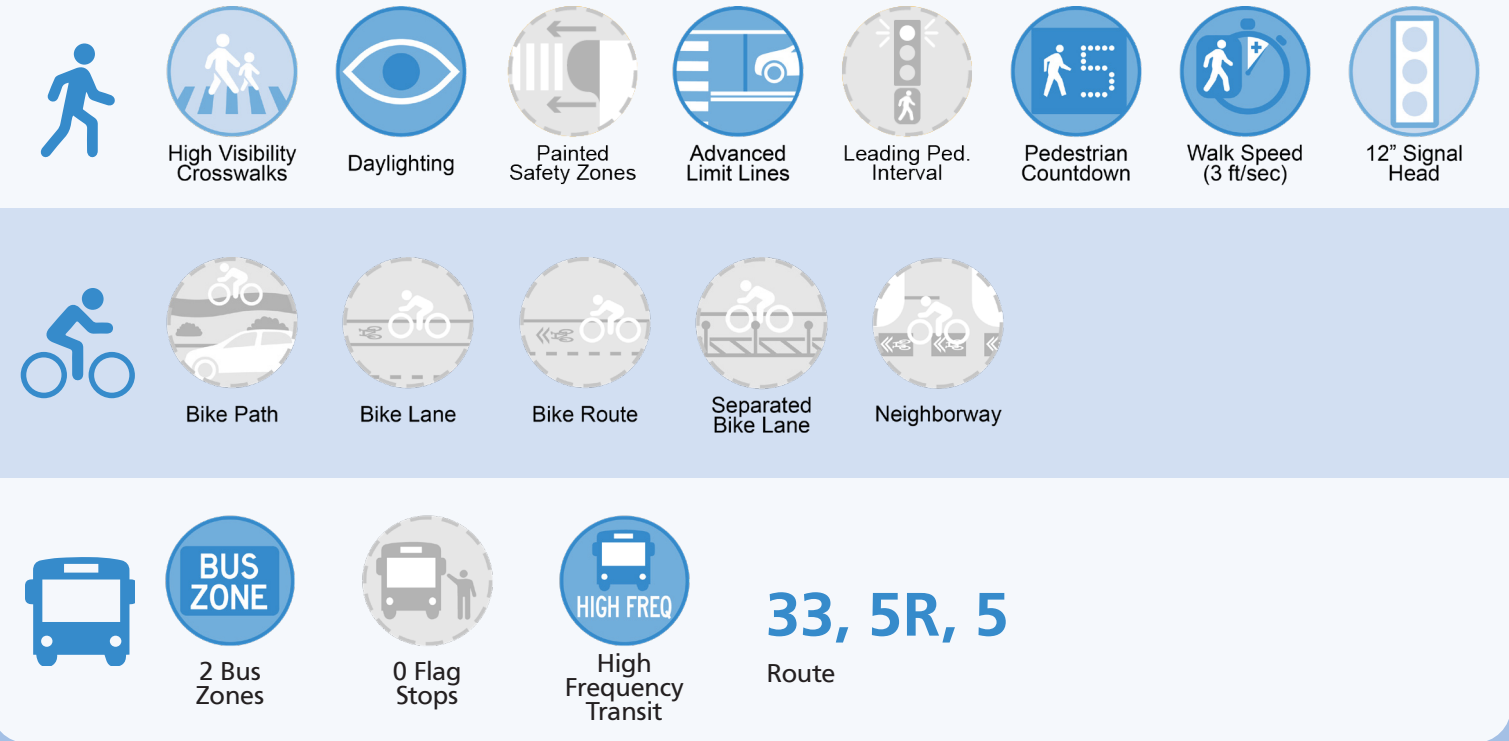 High Visibility
Crosswalks
Daylighting
Painted
Safety Zones
Advanced
Limit Lines
Leading Ped.
Interval
5
Pedestrian
Countdown
Walk Speed
(3 ft/sec)
12” Signal
Head
Bike Path
Bike Lane
Bike Route
Separated
Bike Lane
Neighborway
BUS
ZONE
2 Bus
Zones
0 Flag
Stops
HIGH FREQ
High
Frequency
Transit
33, 5R, 5
Route